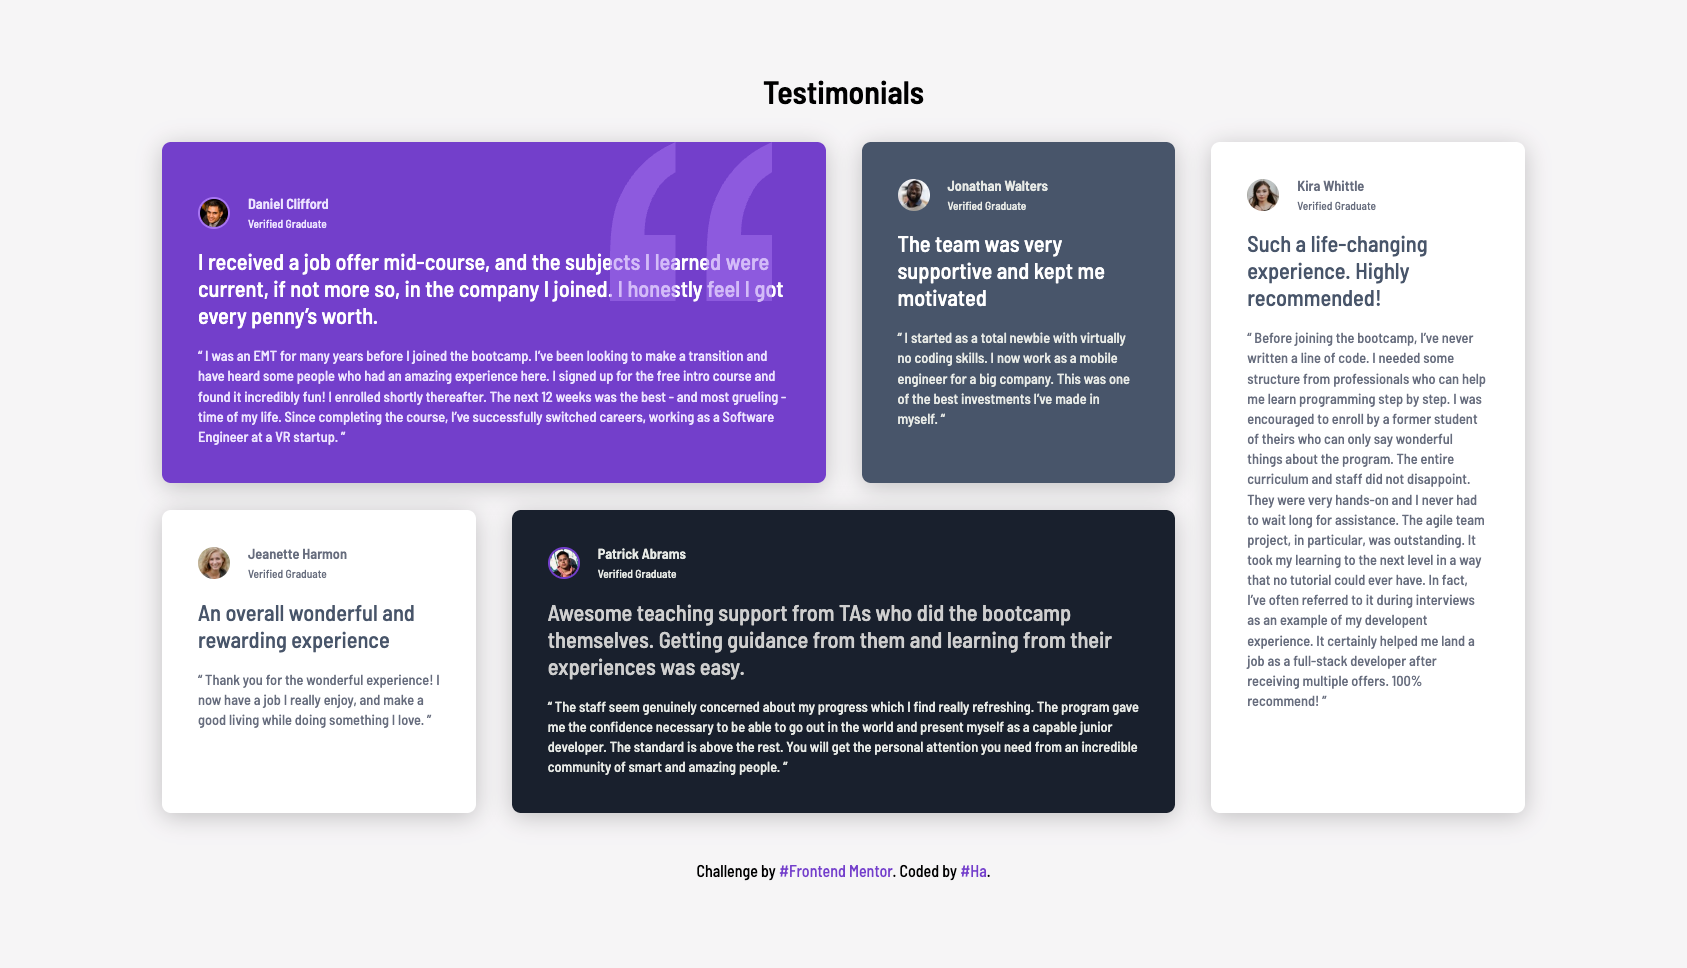 Testimonials
Daniel Clifford
Verified Graduate
I received a job offer mid-course, and the subjects I learned were
current, if not more so, in the company I joined. I honestly feel I got
every penny’s worth.
“ I was an EMT for many years before I joined the bootcamp. I’ve been looking to make a transition and
have heard some people who had an amazing experience here. I signed up for the free intro course and
found it incredibly fun! I enrolled shortly thereafter. The next 12 weeks was the best - and most grueling -
time of my life. Since completing the course, I’ve successfully switched careers, working as a Software
Engineer at a VR startup. “
Jonathan Walters
Verified Graduate
The team was very
supportive and kept me
motivated
“ I started as a total newbie with virtually
no coding skills. I now work as a mobile
engineer for a big company. This was one
of the best investments I’ve made in
myself. “
Kira Whittle
Verified Graduate
Such a life-changing
experience. Highly
recommended!
“ Before joining the bootcamp, I’ve never
written a line of code. I needed some
structure from professionals who can help
me learn programming step by step. I was
encouraged to enroll by a former student
of theirs who can only say wonderful
things about the program. The entire
curriculum and staff did not disappoint.
They were very hands-on and I never had
to wait long for assistance. The agile team
project, in particular, was outstanding. It
took my learning to the next level in a way
that no tutorial could ever have. In fact,
I’ve often referred to it during interviews
as an example of my developent
experience. It certainly helped me land a
job as a full-stack developer after
receiving multiple offers. 100%
recommend! “
Jeanette Harmon
Verified Graduate
An overall wonderful and
rewarding experience
“ Thank you for the wonderful experience! I
now have a job I really enjoy, and make a
good living while doing something I love. “
Patrick Abrams
Verified Graduate
Awesome teaching support from TAs who did the bootcamp
themselves. Getting guidance from them and learning from their
experiences was easy.
“ The staff seem genuinely concerned about my progress which I find really refreshing. The program gave
me the confidence necessary to be able to go out in the world and present myself as a capable junior
developer. The standard is above the rest. You will get the personal attention you need from an incredible
community of smart and amazing people. “
Challenge by #Frontend Mentor. Coded by #Ha.